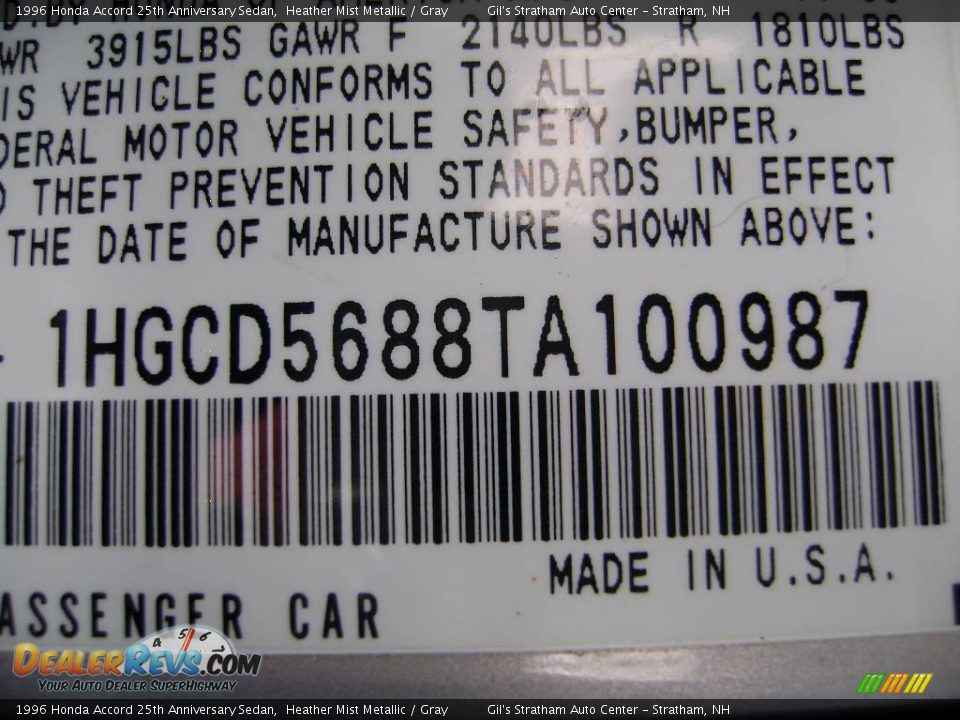 1996 Honda Accord 25th Anniversary Sedan, Heather Mist Metallic / Gray Gil's Stratham Auto Center - Stratham, NH
WR 3915LBS GAWR F 2140LBS R 1810LBS
IS VEHICLE CONFORMS TO ALL APPLICABLE
DERAL MOTOR VEHICLE SAFETY,BUMPER,
THEFT PREVENTION STANDARDS IN EFFECT
THE DATE OF MANUFACTURE SHOWN ABOVE:
1HGCD5688TA100987
MADE IN U.S.A.
ASSENGER CAR
4 5 6
DealerRevs.com
Your Auto Dealer SuperHighway
1996 Honda Accord 25th Anniversary Sedan, Heather Mist Metallic / Gray Gil's Stratham Auto Center - Stratham, NH